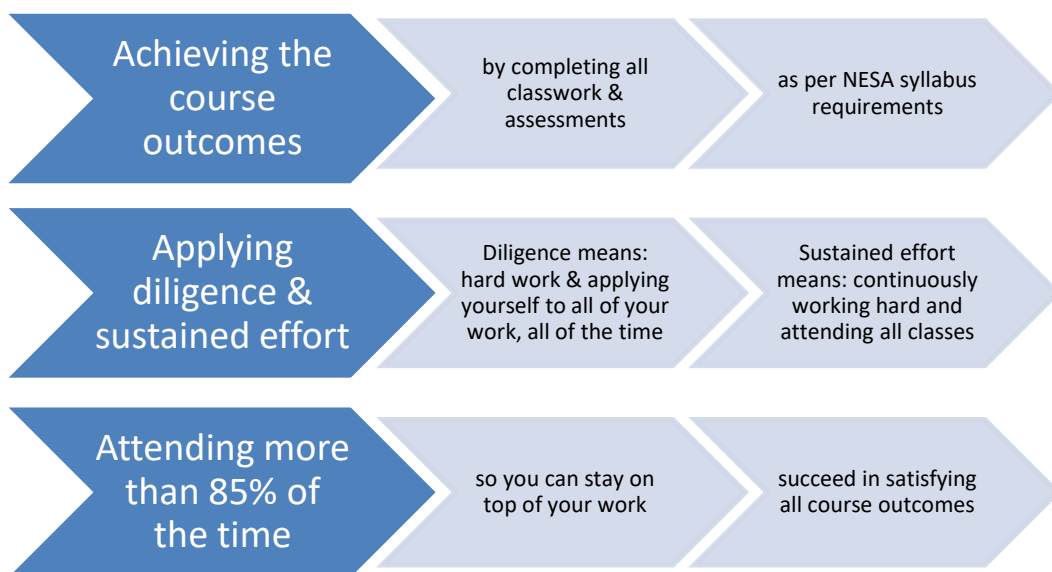 Achieving the
course
outcomes
by completing all
classwork &
assessments
as per NESA syllabus
requirements
Applying
diligence &
sustained effort
Diligence means:
hard work & applying
yourself to all of your
work, all of the time
Sustained effort
means: continuously
working hard and
attending all classes
Attending more
than 85% of
the time
so you can stay on
top of your work
succeed in satisfying
all course outcomes